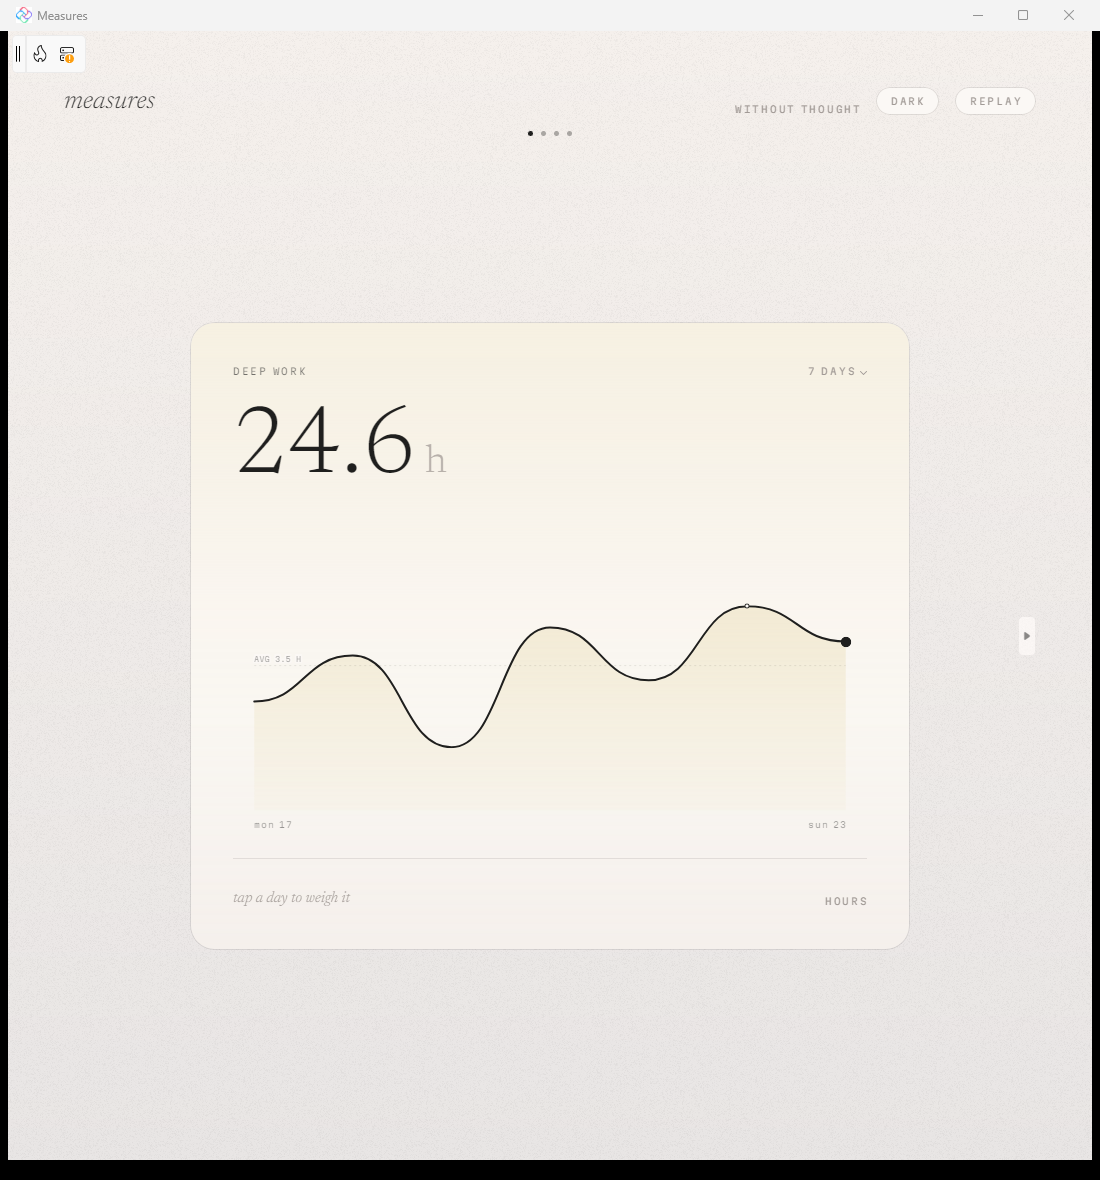 Measures
measures
WITHOUT THOUGHT
DARK
REPLAY
DEEP WORK
7 DAYS
24.6 h
AVG 3.5 H
mon 17
sun 23
tap a day to weigh it
HOURS